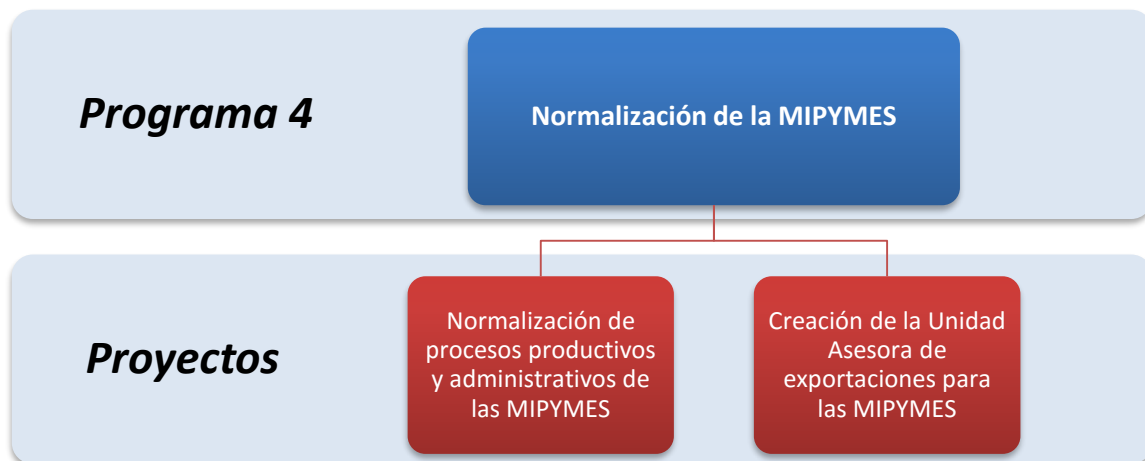 Programa 4
Normalización de la MIPYMES
Proyectos
Normalización de
procesos productivos
y administrativos de
las MIPYMES
Creación de la Unidad
Asesora de
exportaciones para
las MIPYMES